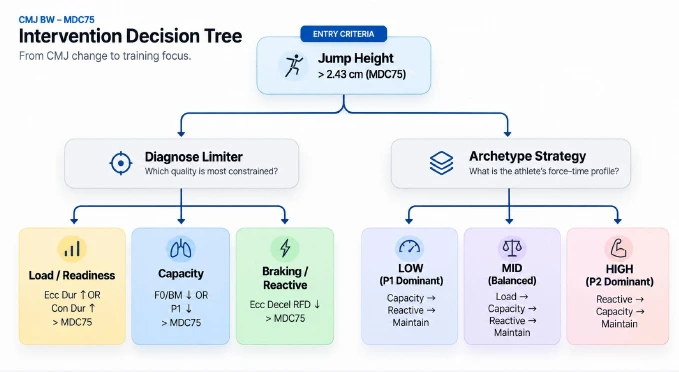 CMJ BW – MDC75
Intervention Decision Tree
From CMJ change to training focus.
ENTRY CRITERIA
Jump Height
> 2.43 cm (MDC75)
Diagnose Limiter
Which quality is most constrained?
Archetype Strategy
What is the athlete's force–time profile?
Load / Readiness
Ecc Dur ↑ OR
Con Dur ↑
> MDC75
Capacity
F0/BM ↓ OR
P1 ↓
> MDC75
Braking /
Reactive
Ecc Decel RFD ↓
> MDC75
LOW
(P1 Dominant)
Capacity →
Reactive →
Maintain
MID
(Balanced)
Load →
Capacity →
Reactive →
Maintain
HIGH
(P2 Dominant)
Reactive →
Capacity →
Maintain